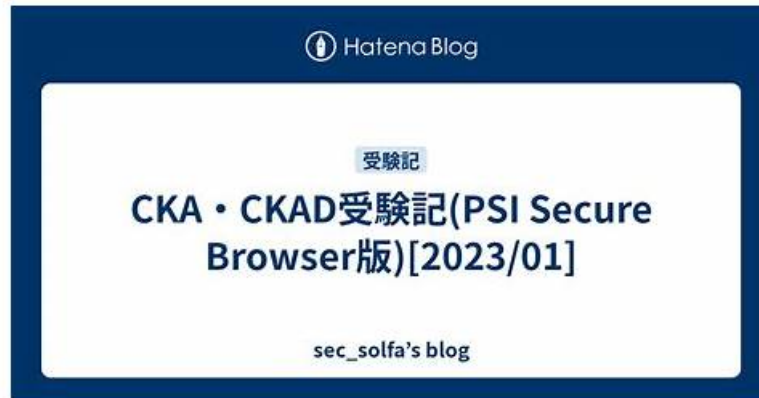 Hatena Blog
受験記
CKA・CKAD受験記(PSI Secure
Browser版)[2023/01]
sec_solfa’s blog